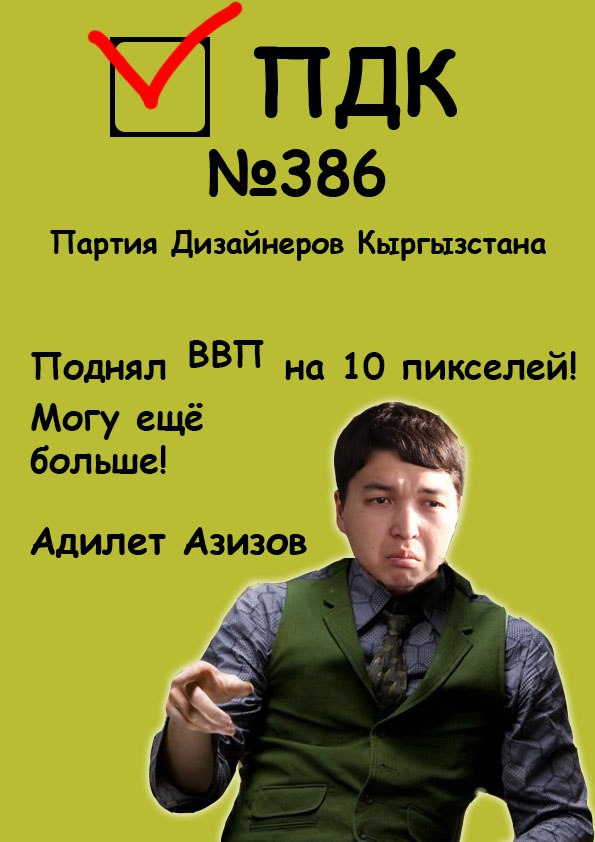 ПДК
№386
Партия Дизайнеров Кыргызстана
Поднял ВВП на 10 пикселей!
Могу ещё
больше!
Адилет Азизов